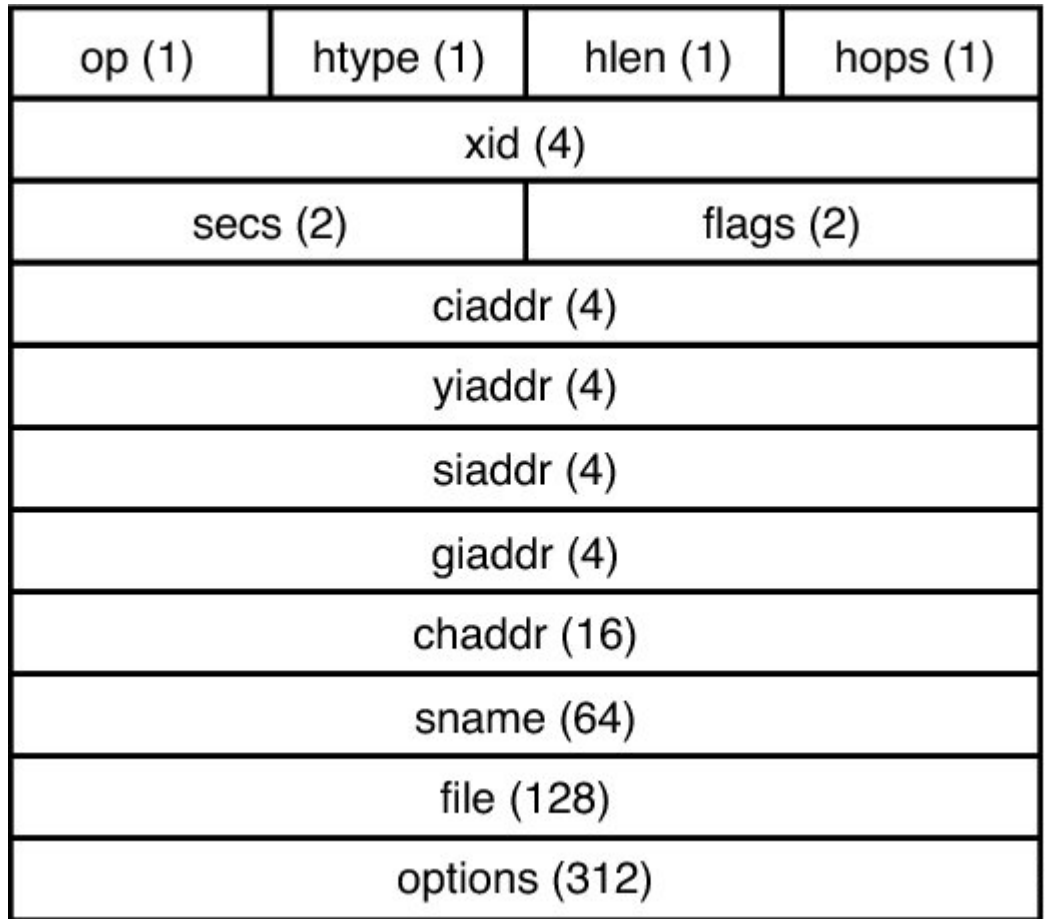 op (1) htype (1) hlen (1) hops (1)
xid (4)
secs (2) flags (2)
ciaddr (4)
yiaddr (4)
siaddr (4)
giaddr (4)
chaddr (16)
sname (64)
file (128)
options (312)